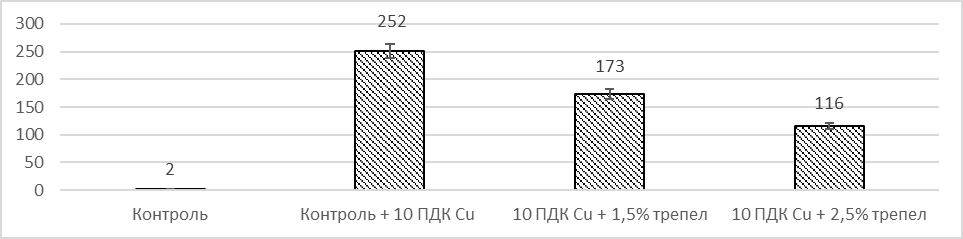 300
250
200
150
100
50
0
2
252
173
116
Контроль
Контроль + 10 ПДК Cu
10 ПДК Cu + 1,5% трепел
10 ПДК Cu + 2,5% трепел